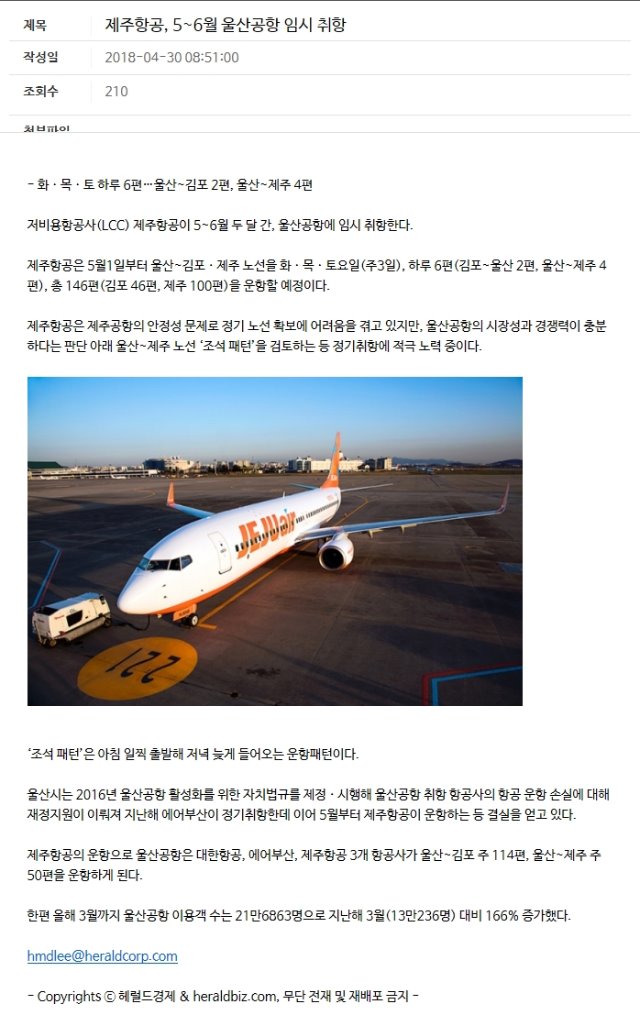 제목 제주항공, 5~6월 울산공항 임시 취항
작성일 2018-04-30 08:51:00
조회수 210
첨부파일
- 화·목·토 하루 6편…울산~김포 2편, 울산~제주 4편
저비용항공사(LCC) 제주항공이 5~6월 두 달 간, 울산공항에 임시 취항한다.
제주항공은 5월1일부터 울산~김포·제주 노선을 화·목·토요일(주3일), 하루 6편(김포~울산 2편, 울산~제주 4
편), 총 146편(김포 46편, 제주 100편)을 운항할 예정이다.
제주항공은 제주공항의 안정성 문제로 정기 노선 확보에 어려움을 겪고 있지만, 울산공항의 시장성과 경쟁력이 충분
하다는 판단 아래 울산~제주 노선 ‘조석 패턴’을 검토하는 등 정기취항에 적극 노력 중이다.
JEJUair
221
‘조석 패턴’은 아침 일찍 출발해 저녁 늦게 들어오는 운항패턴이다.
울산시는 2016년 울산공항 활성화를 위한 자치법규를 제정·시행해 울산공항 취항 항공사의 항공 운항 손실에 대해
재정지원이 이뤄져 지난해 에어부산이 정기취항한데 이어 5월부터 제주항공이 운항하는 등 결실을 얻고 있다.
제주항공의 운항으로 울산공항은 대한항공, 에어부산, 제주항공 3개 항공사가 울산~김포 주 114편, 울산~제주 주
50편을 운항하게 된다.
한편 올해 3월까지 울산공항 이용객 수는 21만6863명으로 지난해 3월(13만236명) 대비 166% 증가했다.
hmdlee@heraldcorp.com
- Copyrights ⓒ 헤럴드경제 & heraldbiz.com, 무단 전재 및 재배포 금지 -